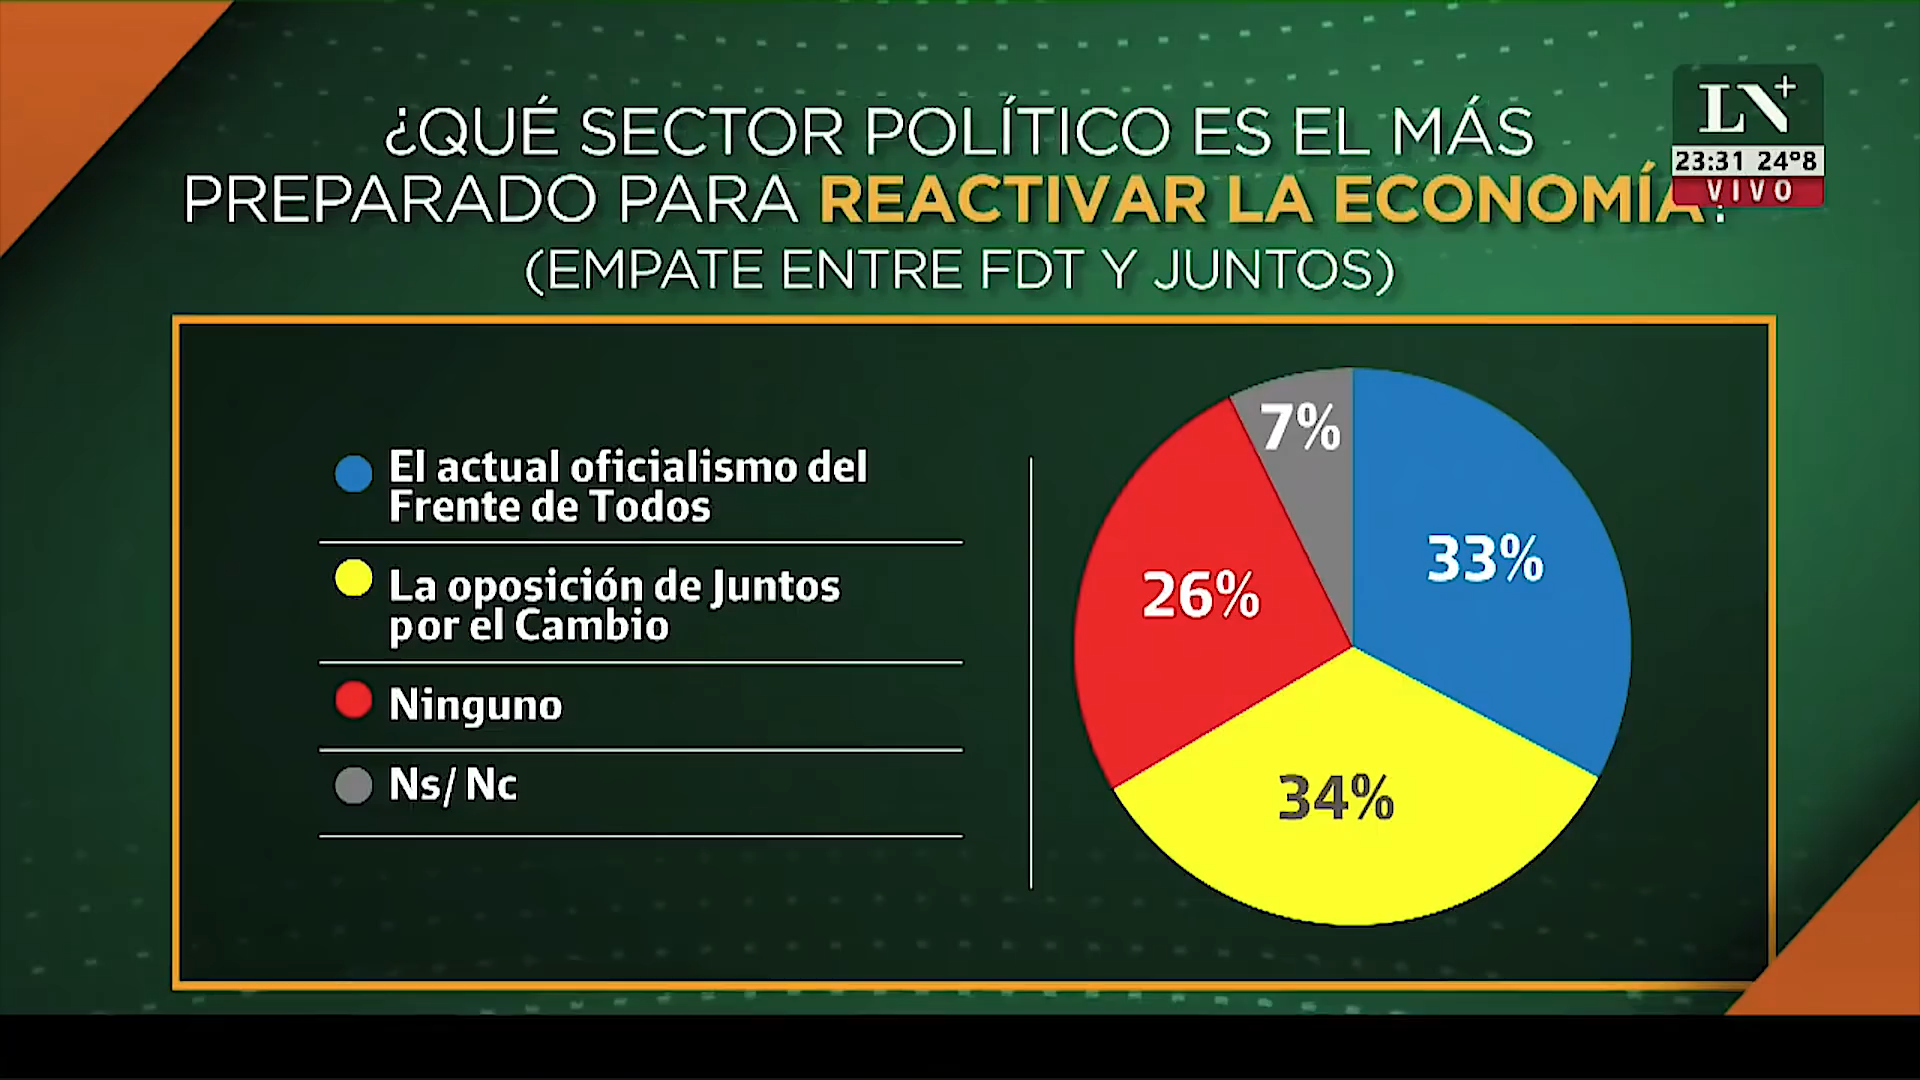 ¿QUÉ SECTOR POLÍTICO ES EL MÁS
PREPARADO PARA REACTIVAR LA ECONOMÍA?
(EMPATE ENTRE FDT Y JUNTOS)
LN+
23:31 24º8
VIVO
El actual oficialismo del
Frente de Todos
La oposición de Juntos
por el Cambio
Ninguno
Ns/ Nc
7%
33%
26%
34%